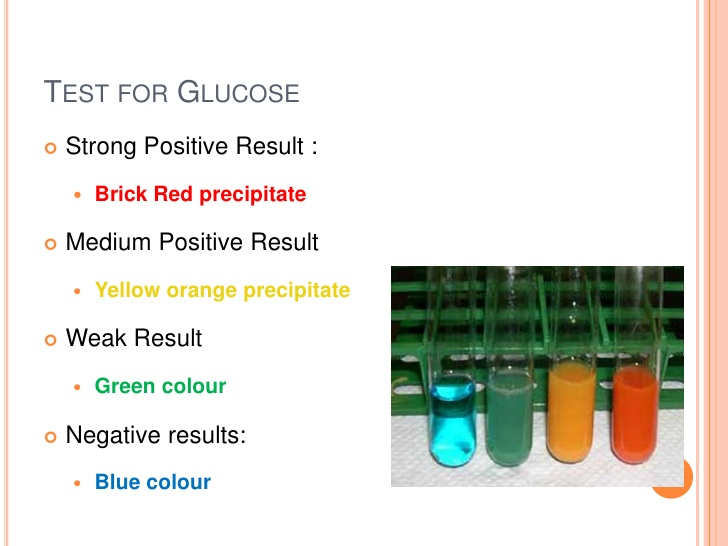 TEST FOR GLUCOSE
Strong Positive Result :
Brick Red precipitate
Medium Positive Result
Yellow orange precipitate
Weak Result
Green colour
Negative results:
Blue colour